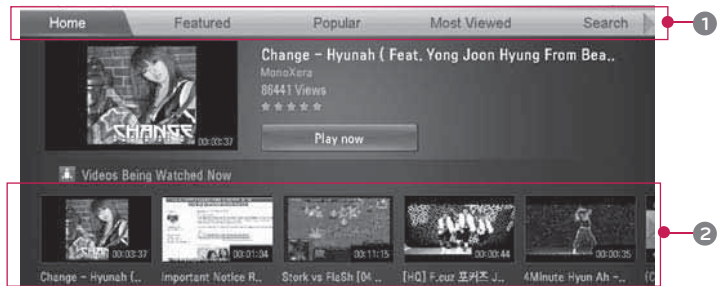 Home Featured Popular Most Viewed Search
1
Change - Hyunah ( Feat. Yong Joon Hyung From Bea..
MonoXera
86441 Views
CHANGE
00:03:37
Play now
Videos Being Watched Now
00:03:37 00:01:04 00:11:15 00:00:44 00:00:35
2
Change - Hyunah (.. Important Notice R.. Stork vs FlaSh [04 .. [HQ] F.cuz 포커즈 J.. 4Minute Hyun Ah -.. (C